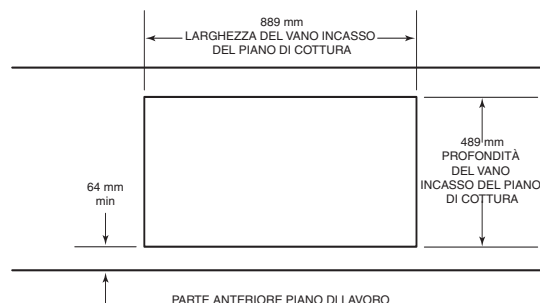 889 mm
LARGHEZZA DEL VANO INCASSO
DEL PIANO DI COTTURA
489 mm
PROFONDITÀ
DEL VANO
INCASSO DEL PIANO
DI COTTURA
64 mm
min
PARTE ANTERIORE PIANO DI LAVORO